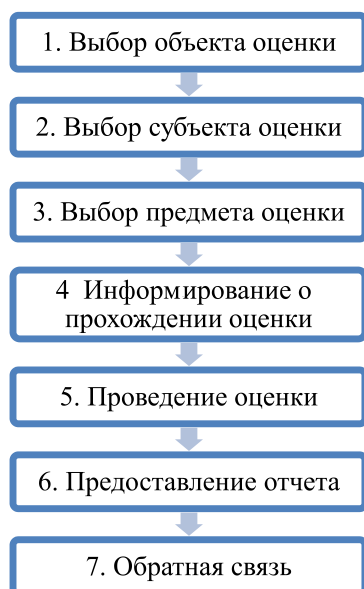 1. Выбор объекта оценки
2. Выбор субъекта оценки
3. Выбор предмета оценки
4 Информирование о
прохождении оценки
5. Проведение оценки
6. Предоставление отчета
7. Обратная связь